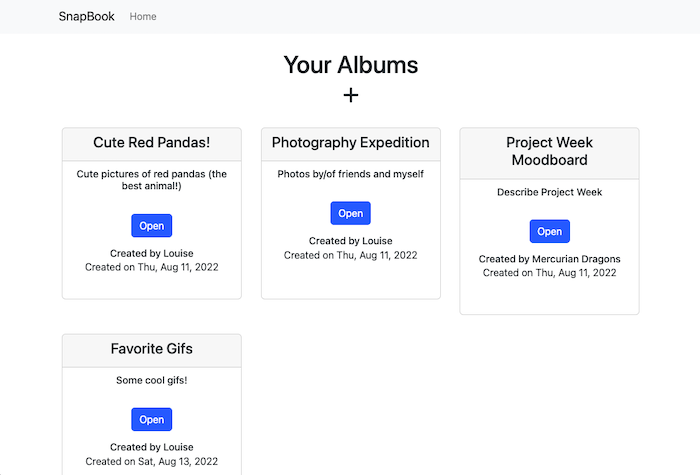 SnapBook Home
Your Albums
+
Cute Red Pandas!
Cute pictures of red pandas (the
best animal!)
Open
Created by Louise
Created on Thu, Aug 11, 2022
Photography Expedition
Photos by/of friends and myself
Open
Created by Louise
Created on Thu, Aug 11, 2022
Project Week
Moodboard
Describe Project Week
Open
Created by Mercurian Dragons
Created on Thu, Aug 11, 2022
Favorite Gifs
Some cool gifs!
Open
Created by Louise
Created on Sat, Aug 13, 2022